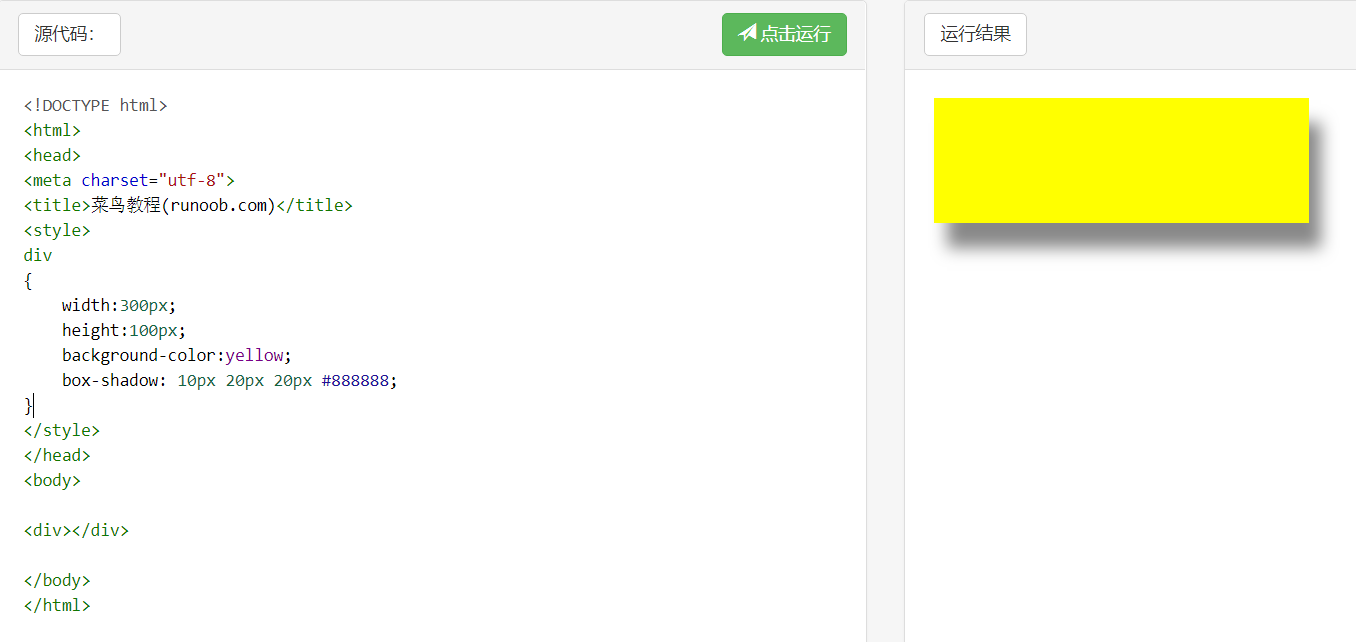 源代码：
点击运行
运行结果
<!DOCTYPE html>
<html>
<head>
<meta charset="utf-8">
<title>菜鸟教程(runoob.com)</title>
<style>
div
{
    width:300px;
    height:100px;
    background-color:yellow;
    box-shadow: 10px 20px 20px #888888;
}
</style>
</head>
<body>

<div></div>

</body>
</html>